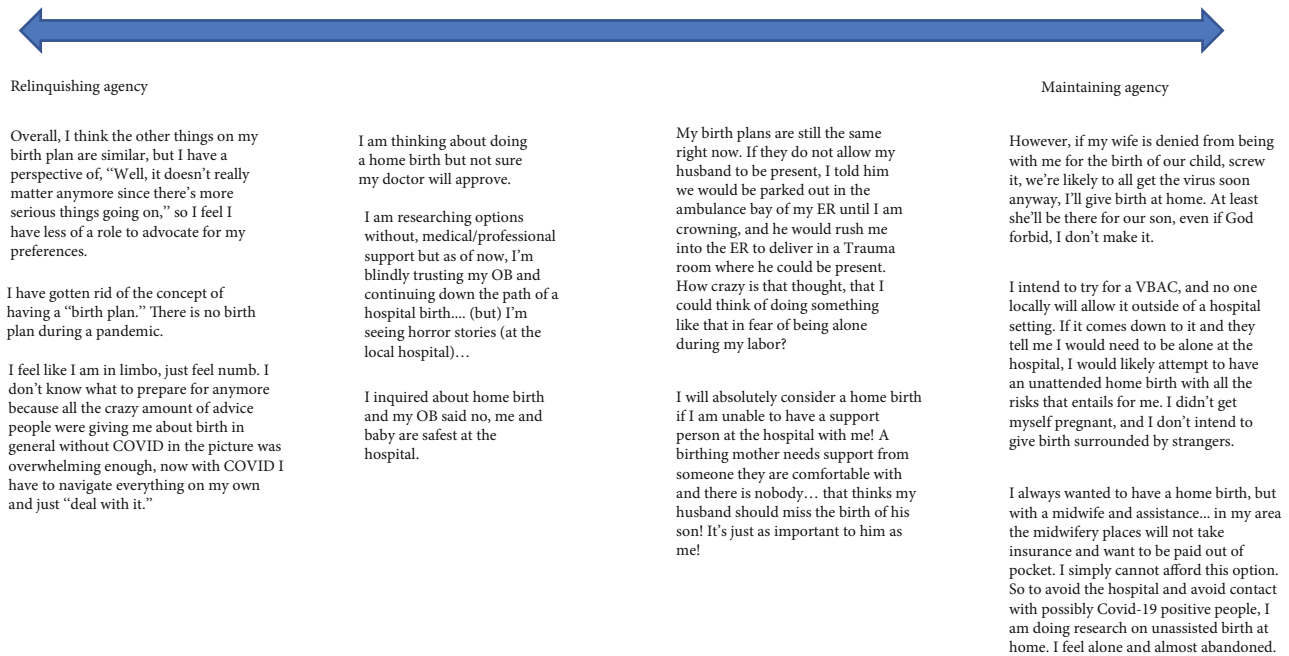 Relinquishing agency
Overall, I think the other things on my
birth plan are similar, but I have a
perspective of, “Well, it doesn’t really
matter anymore since there’s more
serious things going on,” so I feel I
have less of a role to advocate for my
preferences.
I have gotten rid of the concept of
having a “birth plan.” There is no birth
plan during a pandemic.
I feel like I am in limbo, just feel numb. I
don’t know what to prepare for anymore
because all the crazy amount of advice
people were giving me about birth in
general without COVID in the picture was
overwhelming enough, now with COVID I
have to navigate everything on my own
and just “deal with it.”
I am thinking about doing
a home birth but not sure
my doctor will approve.
I am researching options
without, medical/professional
support but as of now, I’m
blindly trusting my OB and
continuing down the path of a
hospital birth.... (but) I’m
seeing horror stories (at the
local hospital)…
I inquired about home birth
and my OB said no, me and
baby are safest at the
hospital.
My birth plans are still the same
right now. If they do not allow my
husband to be present, I told him
we would be parked out in the
ambulance bay of my ER until I am
crowning, and he would rush me
into the ER to deliver in a Trauma
room where he could be present.
How crazy is that thought, that I
could think of doing something
like that in fear of being alone
during my labor?
I will absolutely consider a home birth
if I am unable to have a support
person at the hospital with me! A
birthing mother needs support from
someone they are comfortable with
and there is nobody… that thinks my
husband should miss the birth of his
son! It’s just as important to him as
me!
Maintaining agency
However, if my wife is denied from being
with me for the birth of our child, screw
it, we’re likely to all get the virus soon
anyway, I’ll give birth at home. At least
she’ll be there for our son, even if God
forbid, I don’t make it.
I intend to try for a VBAC, and no one
locally will allow it outside of a hospital
setting. If it comes down to it and they
tell me I would need to be alone at the
hospital, I would likely attempt to have
an unattended home birth with all the
risks that entails for me. I didn’t get
myself pregnant, and I don’t intend to
give birth surrounded by strangers.
I always wanted to have a home birth, but
with a midwife and assistance... in my area
the midwifery places will not take
insurance and want to be paid out of
pocket. I simply cannot afford this option.
So to avoid the hospital and avoid contact
with possibly Covid-19 positive people, I
am doing research on unassisted birth at
home. I feel alone and almost abandoned.